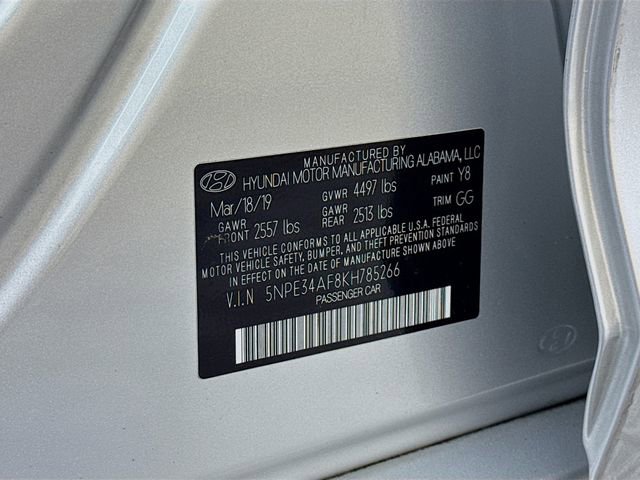 MANUFACTURED BY
HYUNDAI MOTOR MANUFACTURING ALABAMA, LLC
Mar/18/19 GVWR 4497 lbs PAINT Y8
GAWR FRONT 2557 lbs GAWR REAR 2513 lbs TRIM GG
THIS VEHICLE CONFORMS TO ALL APPLICABLE U.S.A. FEDERAL
MOTOR VEHICLE SAFETY, BUMPER, AND THEFT PREVENTION STANDARDS
IN EFFECT ON THE DATE OF MANUFACTURE SHOWN ABOVE.
V.I.N 5NPE34AF8KH785266
PASSENGER CAR